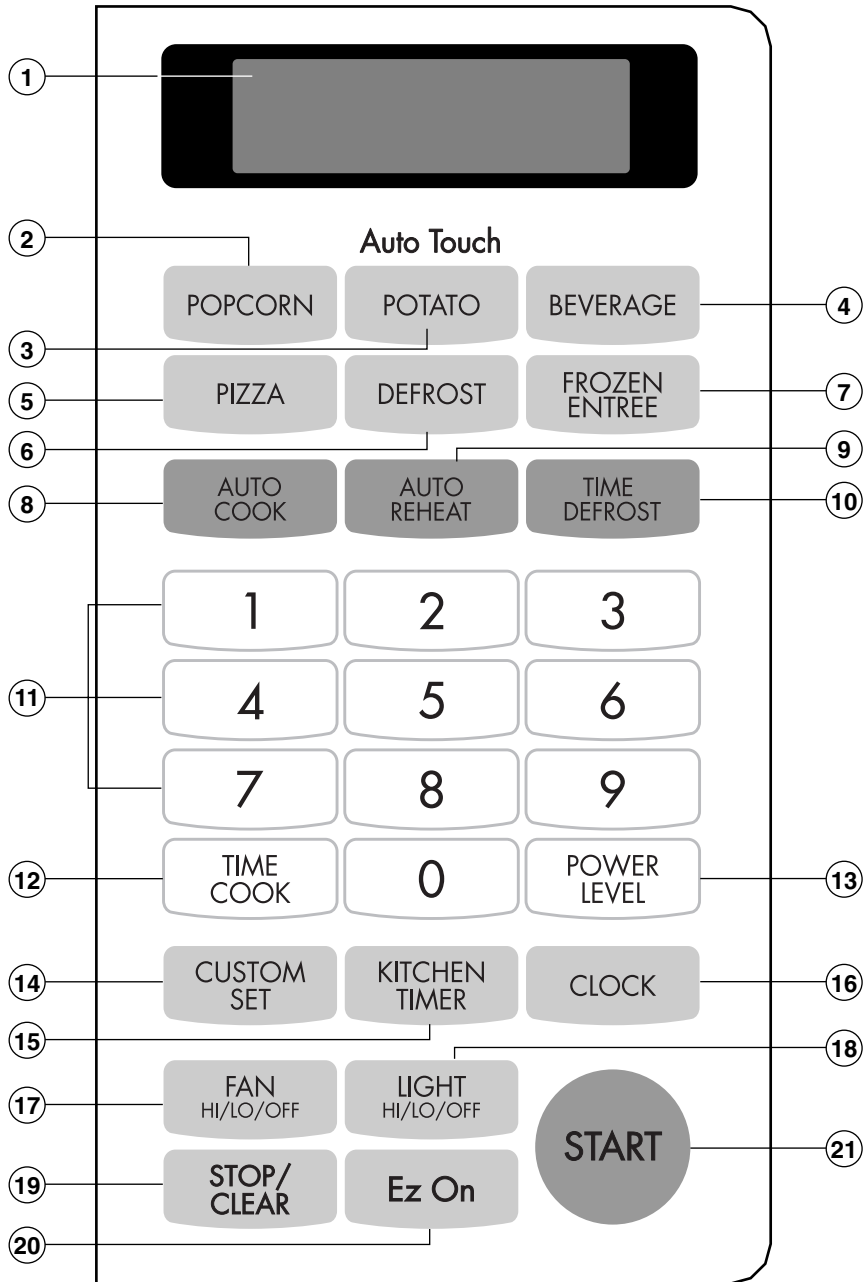 1
2
Auto Touch
POPCORN
POTATO
BEVERAGE
4
3
5
PIZZA
DEFROST
FROZEN
ENTREE
7
6
9
8
AUTO
COOK
AUTO
REHEAT
TIME
DEFROST
10
1
2
3
11
4
5
6
7
8
9
12
TIME
COOK
0
POWER
LEVEL
13
14
CUSTOM
SET
KITCHEN
TIMER
CLOCK
16
15
18
17
FAN
HI/LO/OFF
LIGHT
HI/LO/OFF
START
21
19
STOP/
CLEAR
Ez On
20